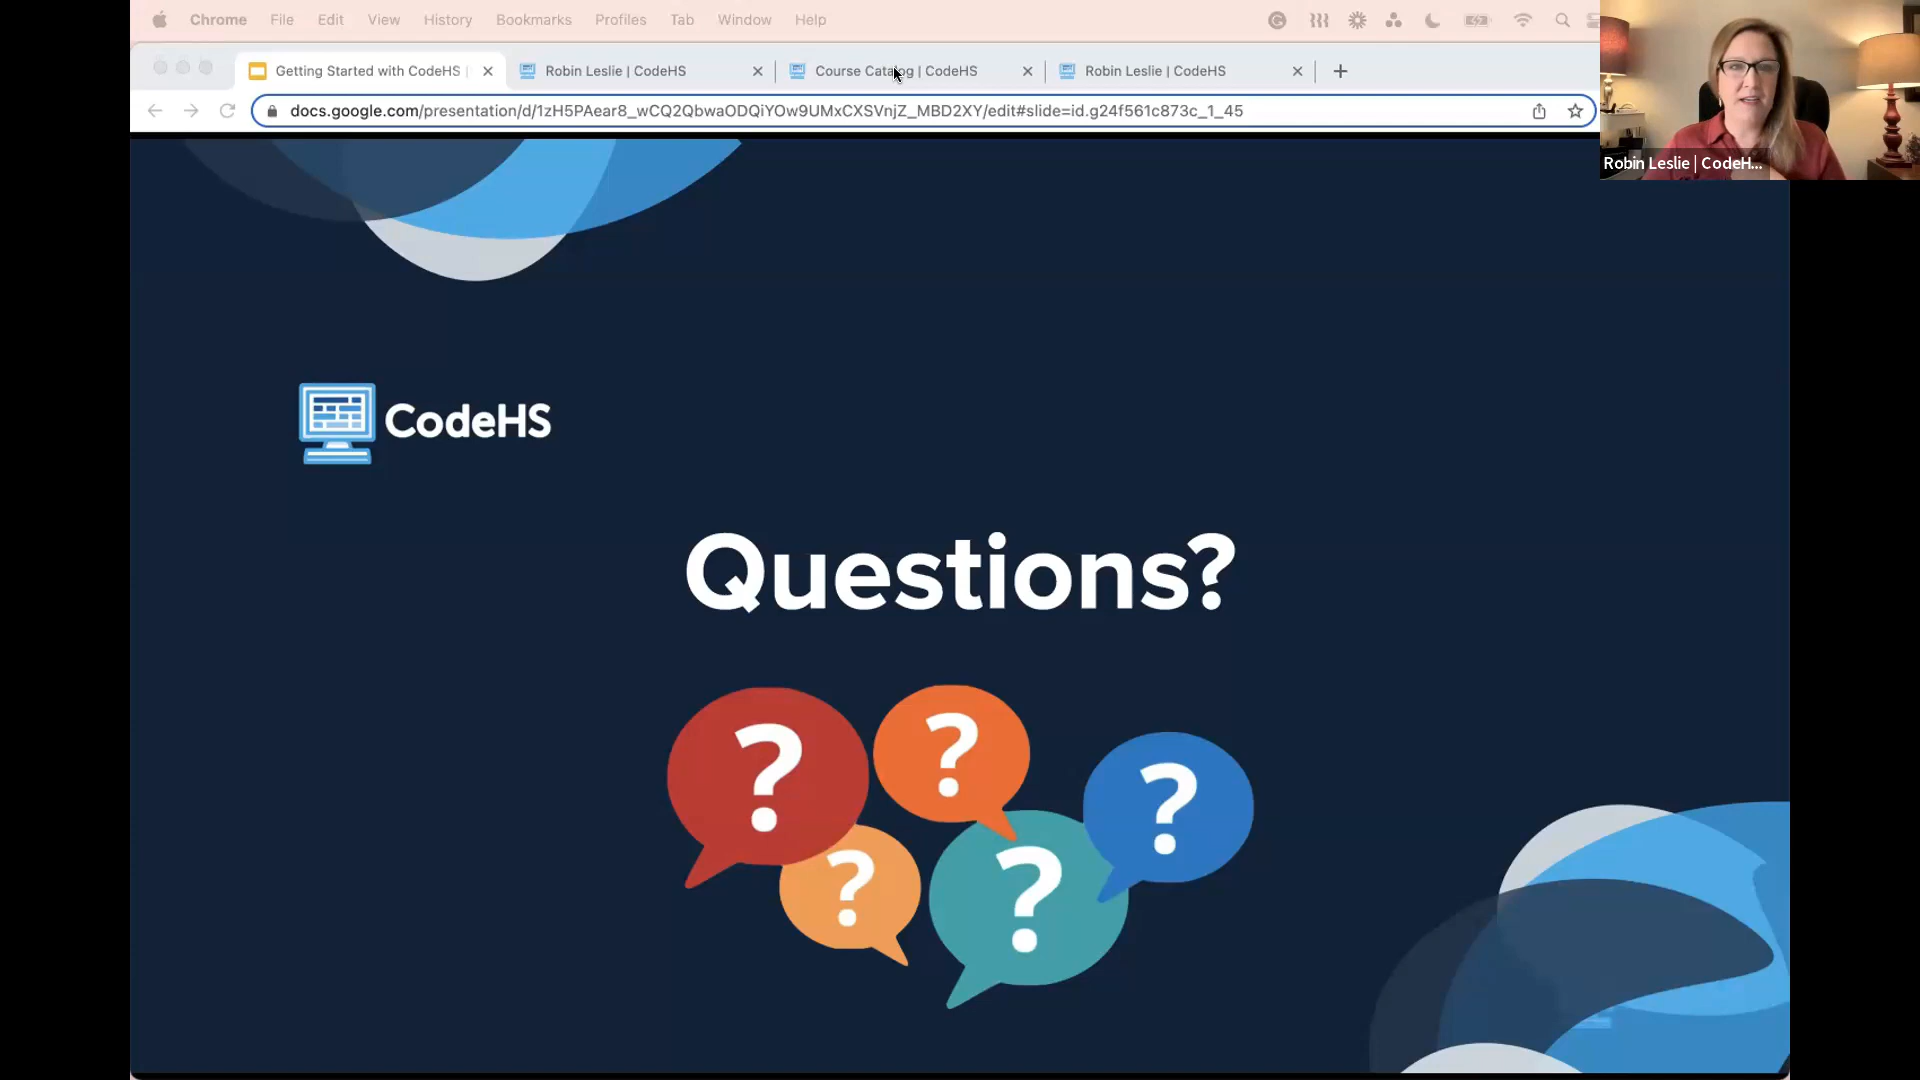 Chrome File Edit View History Bookmarks Profiles Tab Window Help
Getting Started with CodeHS | Robin Leslie | CodeHS Course Catalog | CodeHS Robin Leslie | CodeHS
docs.google.com/presentation/d/1zH5PAear8_wCQ2QbwaODQiYOw9UMxCXSVnjZ_MBD2XY/edit#slide=id.g24f561c873c_1_45
Robin Leslie | CodeH...
CodeHS
Questions?
? ? ?
? ?